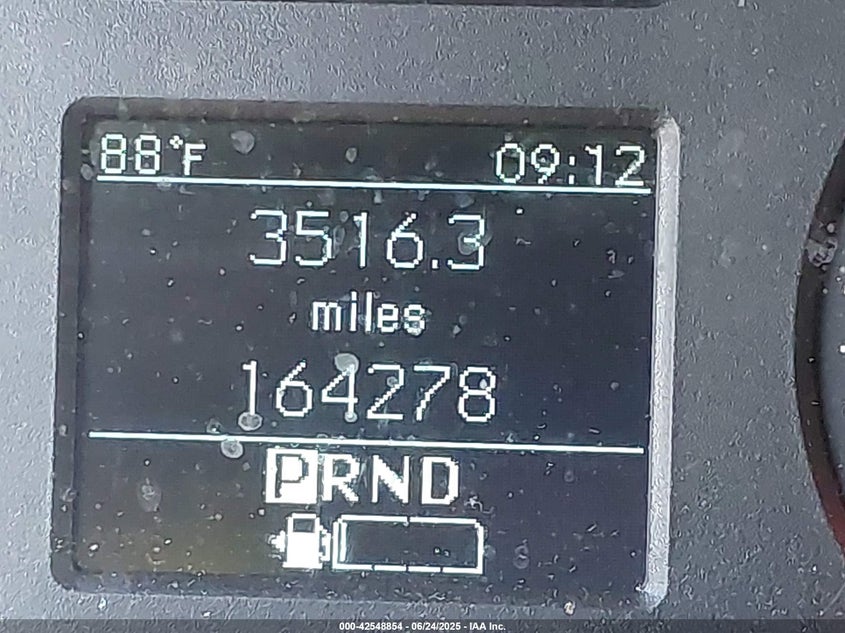 88°F 09:12
3516.3
miles
164278
PRND
000-42548854 - 06/24/2025 - IAA Inc.